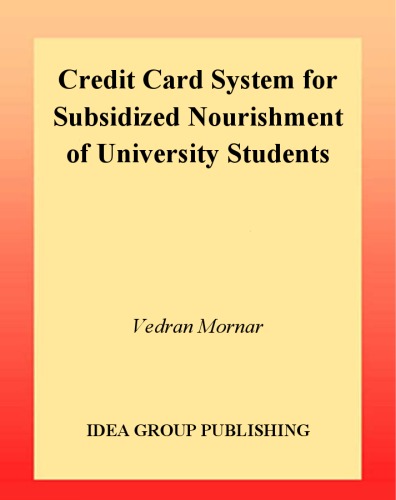 Credit Card System for
Subsidized Nourishment
of University Students
Vedran Mornar
IDEA GROUP PUBLISHING